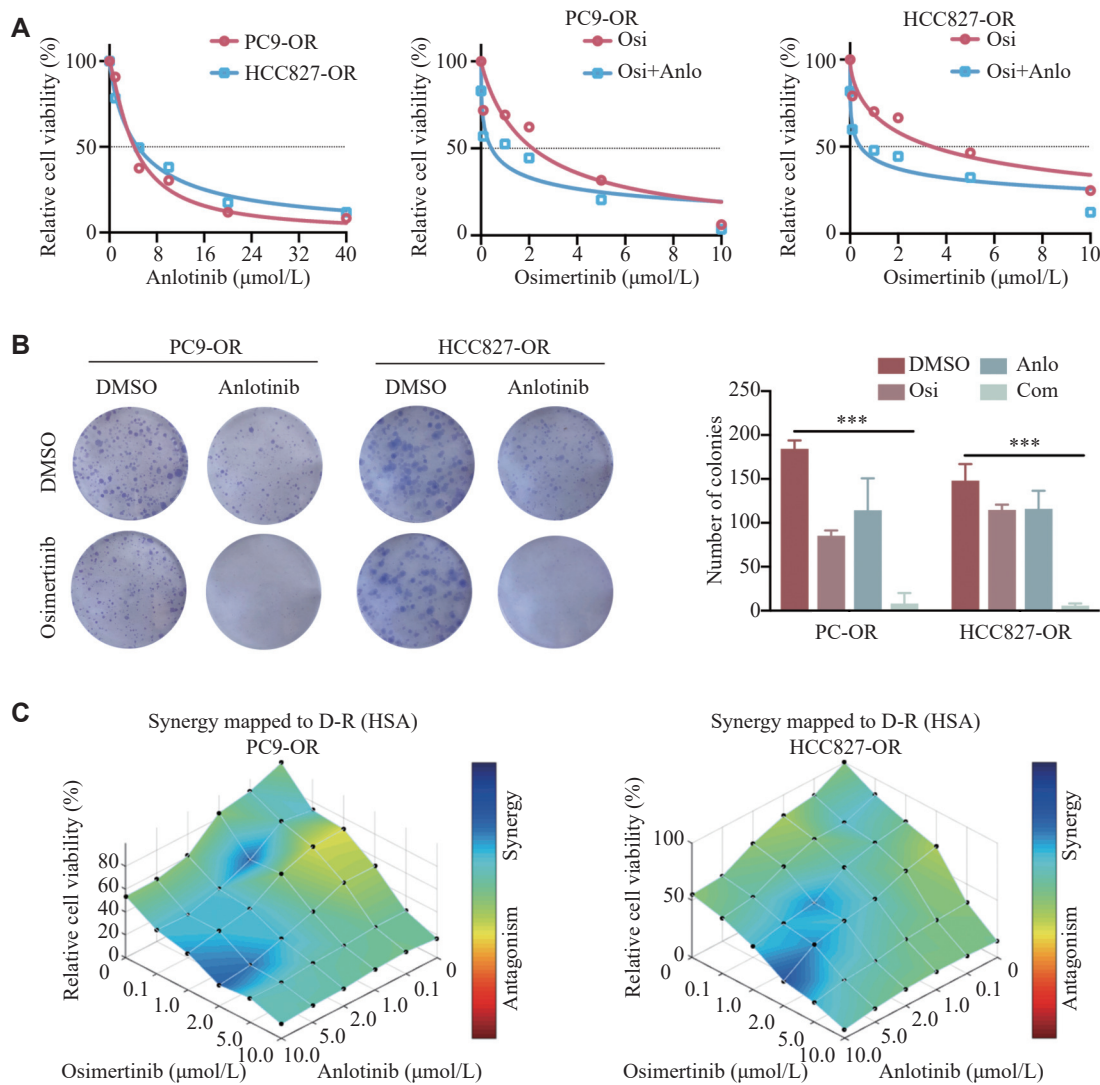 A
PC9-OR
HCC827-OR
Relative cell viability (%)
100
50
0
0 8 16 24 32 40
Anlotinib (μmol/L)
PC9-OR
Osi
Osi+Anlo
Relative cell viability (%)
100
50
0
0 2 4 6 8 10
Osimertinib (μmol/L)
HCC827-OR
Osi
Osi+Anlo
Relative cell viability (%)
100
50
0
0 2 4 6 8 10
Osimertinib (μmol/L)
B
PC9-OR
HCC827-OR
DMSO Anlotinib DMSO Anlotinib
DMSO
Osimertinib
DMSO Anlo
Osi Com
Number of colonies
250
200
150
100
50
0
*** ***
PC-OR HCC827-OR
C
Synergy mapped to D-R (HSA)
PC9-OR
Relative cell viability (%)
80
60
40
20
0
0
0.1
1.0
2.0
5.0
10.0
Osimertinib (μmol/L)
0
0.1
1.0
2.0
5.0
10.0
Anlotinib (μmol/L)
Synergy
Antagonism
Synergy mapped to D-R (HSA)
HCC827-OR
Relative cell viability (%)
100
50
0
0
0.1
1.0
2.0
5.0
10.0
Osimertinib (μmol/L)
0
0.1
1.0
2.0
5.0
10.0
Anlotinib (μmol/L)
Synergy
Antagonism